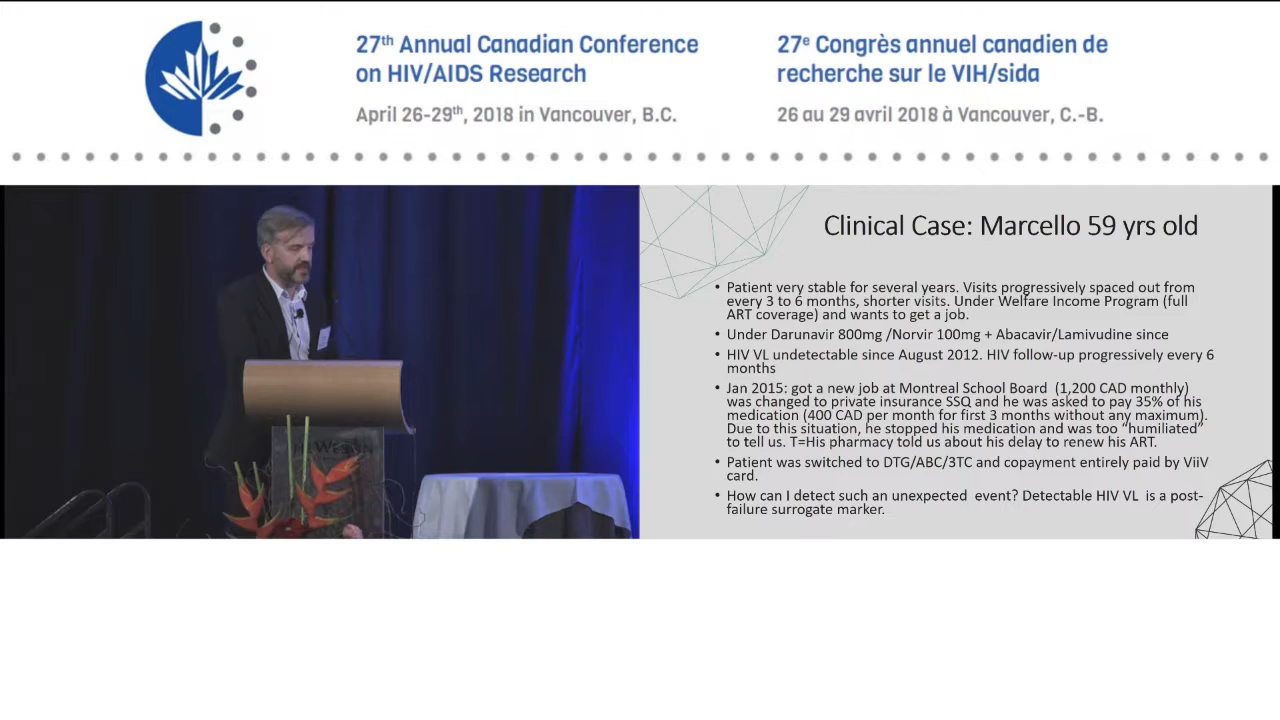 27th Annual Canadian Conference
on HIV/AIDS Research
April 26-29th, 2018 in Vancouver, B.C.
27e Congrès annuel canadien de
recherche sur le VIH/sida
26 au 29 avril 2018 à Vancouver, C.-B.
Clinical Case: Marcello 59 yrs old
• Patient very stable for several years. Visits progressively spaced out from
every 3 to 6 months, shorter visits. Under Welfare Income Program (full
ART coverage) and wants to get a job.
• Under Darunavir 800mg /Norvir 100mg + Abacavir/Lamivudine since
• HIV VL undetectable since August 2012. HIV follow-up progressively every 6
months
• Jan 2015: got a new job at Montreal School Board (1,200 CAD monthly)
was changed to private insurance SSQ and he was asked to pay 35% of his
medication (400 CAD per month for first 3 months without any maximum).
Due to this situation, he stopped his medication and was too “humiliated”
to tell us. T=His pharmacy told us about his delay to renew his ART.
• Patient was switched to DTG/ABC/3TC and copayment entirely paid by ViiV
card.
• How can I detect such an unexpected event? Detectable HIV VL is a post-
failure surrogate marker.